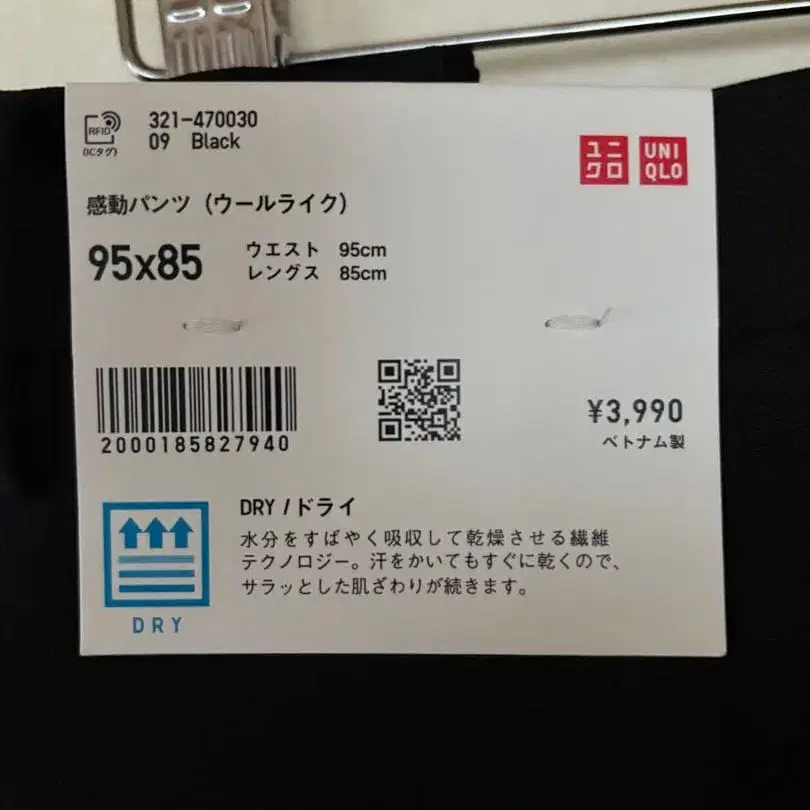 RFID
(ICタグ)
321-470030
09 Black
ユニ
クロ
UNI
QLO
感動パンツ（ウールライク）
95x85
ウエスト 95cm
レングス 85cm
2000185827940
¥3,990
ベトナム製
DRY /ドライ
水分をすばやく吸収して乾燥させる繊維
テクノロジー。汗をかいてもすぐに乾くので、
サラッとした肌ざわりが続きます。
DRY